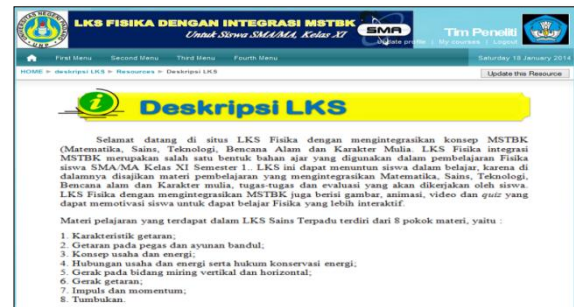 LKS FISIKA DENGAN INTEGRASI MSTBK
Untuk Siswa SMA/MA, Kelas XI
SMA
Tim Peneliti
Update profile | My courses | Logout
First Menu Second Menu Third Menu Fourth Menu
Saturday 18 January 2014
HOME ► deskripsi LKS ► Resources ► Deskripsi LKS
Update this Resource
Deskripsi LKS
Selamat datang di situs LKS Fisika dengan mengintegrasikan konsep MSTBK
(Matematika, Sains, Teknologi, Bencana Alam dan Karakter Mulia. LKS Fisika integrasi
MSTBK merupakan salah satu bentuk bahan ajar yang digunakan dalam pembelajaran Fisika
siswa SMA/MA Kelas XI Semester 1.. LKS ini dapat menuntun siswa dalam belajar, karena di
dalamnya disajikan materi pembelajaran yang mengintegrasikan Matematika, Sains, Teknologi,
Bencana alam dan Karakter mulia, tugas-tugas dan evaluasi yang akan dikerjakan oleh siswa.
LKS Fisika dengan mengintegrasikan MSTBK juga berisi gambar, animasi, video dan quiz yang
dapat memotivasi siswa untuk dapat belajar Fisika yang lebih interaktif.
Materi pelajaran yang terdapat dalam LKS Sains Terpadu terdiri dari 8 pokok materi, yaitu :
1. Karakteristik getaran;
2. Getaran pada pegas dan ayunan bandul;
3. Konsep usaha dan energi;
4. Hubungan usaha dan energi serta hukum konservasi energi;
5. Gerak pada bidang miring vertikal dan horizontal;
6. Gerak getaran;
7. Impuls dan momentum;
8. Tumbukan.